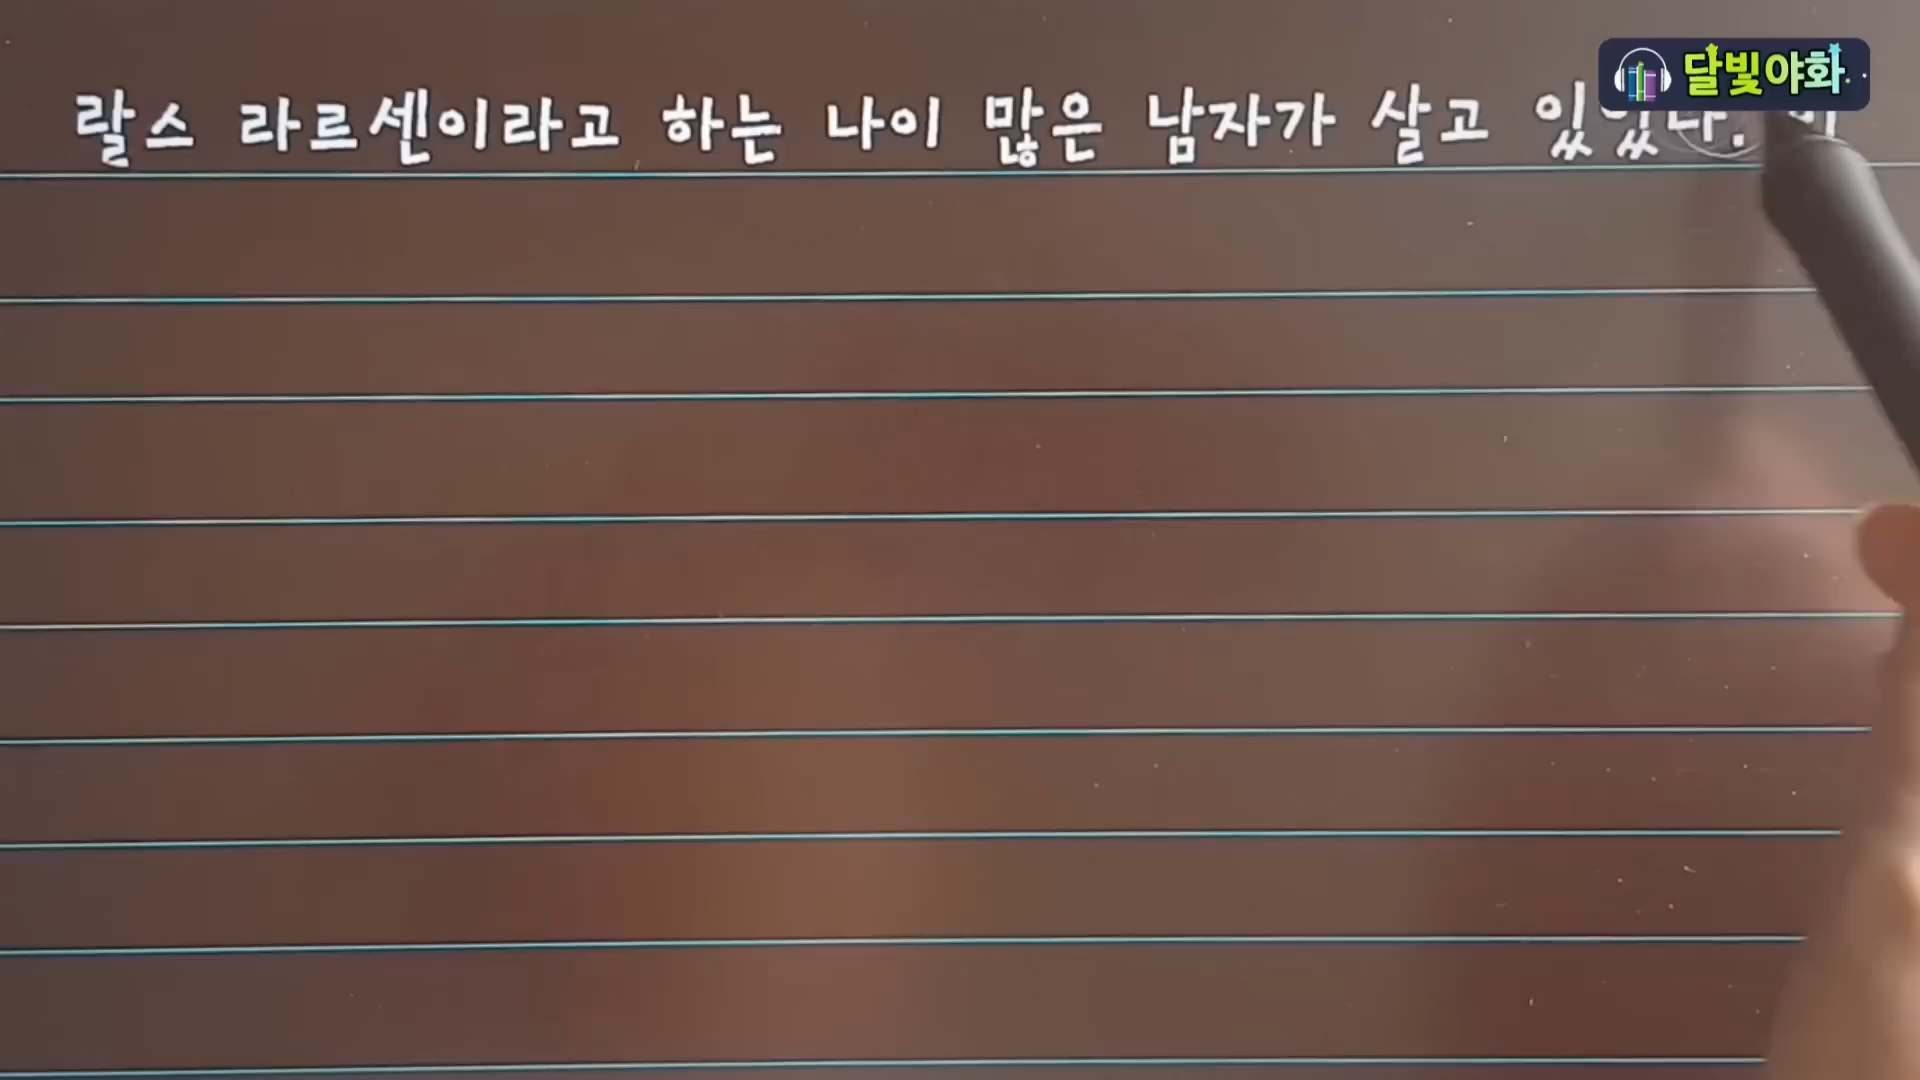 달빛야화
랄스 라르센이라고 하는 나이 많은 남자가 살고 있었다.